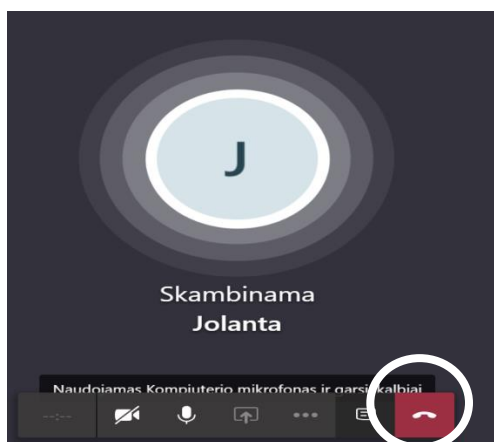 J
Skambinama
Jolanta
Naudojamas Kompiuterio mikrofonas ir garsiakalbiai
--:--